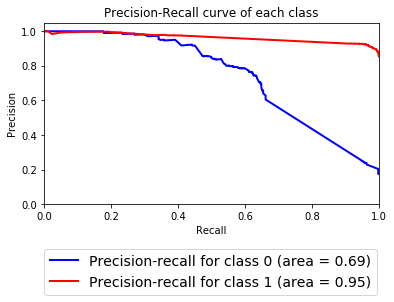 Precision-Recall curve of each class
1.0
0.8
0.6
0.4
0.2
0.0
Precision
0.0 0.2 0.4 0.6 0.8 1.0
Recall
Precision-recall for class 0 (area = 0.69)
Precision-recall for class 1 (area = 0.95)